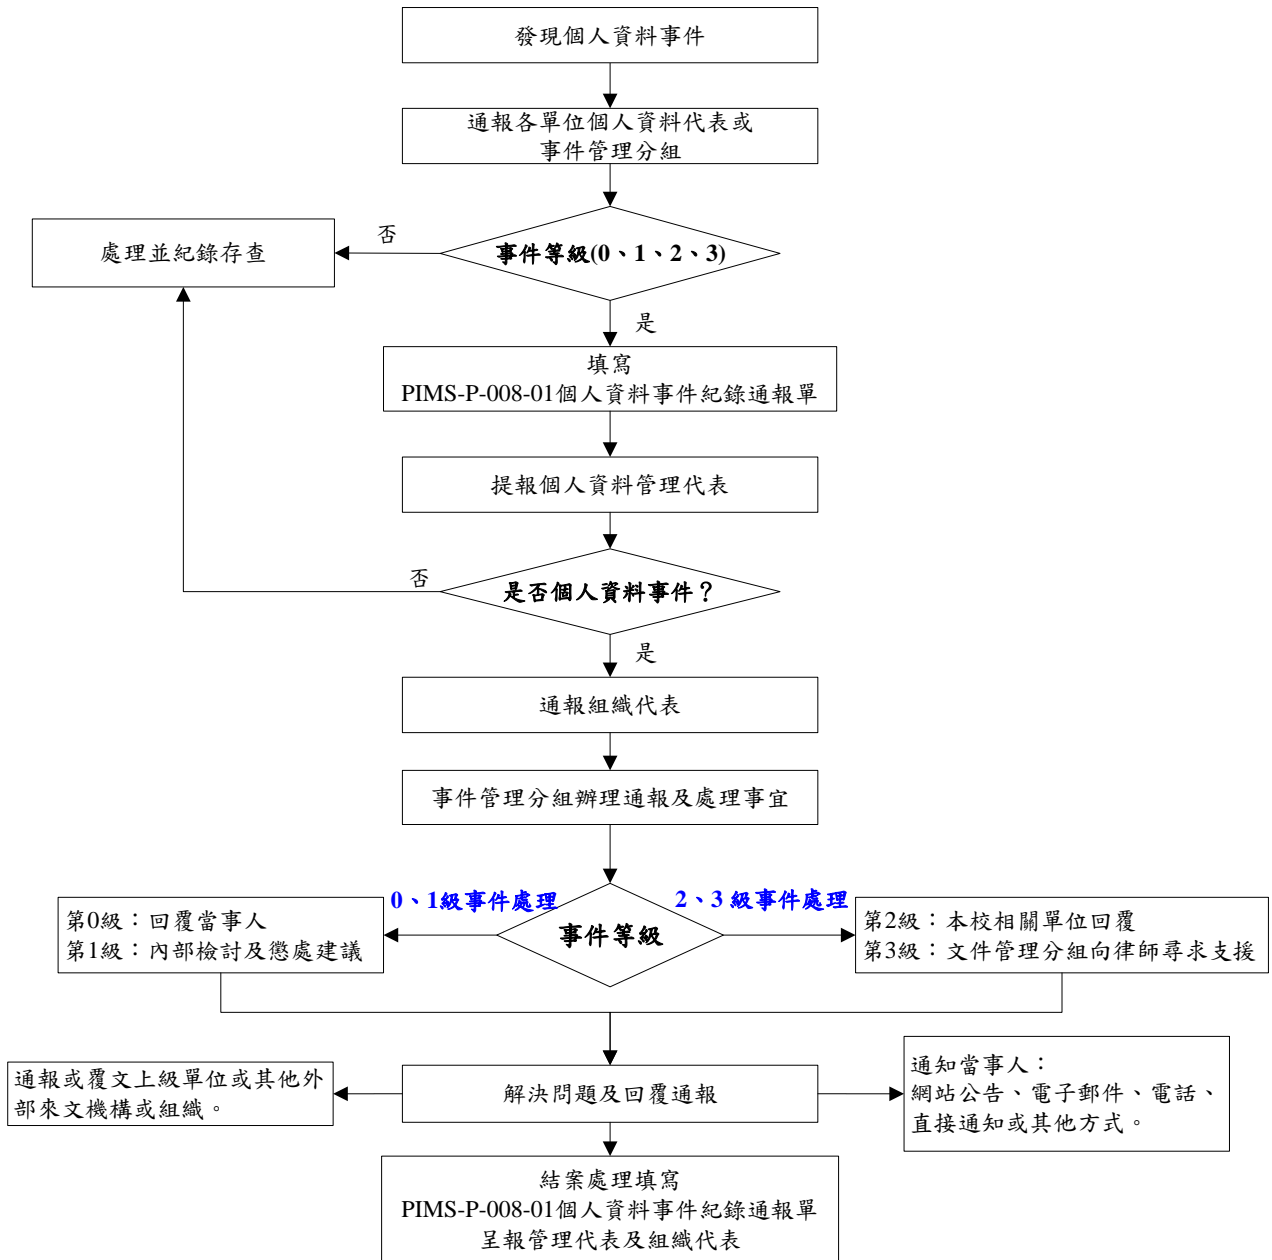 發現個人資料事件
通報各單位個人資料代表或
事件管理分組
否
處理並紀錄存查
事件等級(0、1、2、3)
是
填寫
PIMS-P-008-01個人資料事件紀錄通報單
提報個人資料管理代表
否
是否個人資料事件？
是
通報組織代表
事件管理分組辦理通報及處理事宜
0、1級事件處理
2、3 級事件處理
第0級：回覆當事人
第1級：內部檢討及懲處建議
事件等級
第2級：本校相關單位回覆
第3級：文件管理分組向律師尋求支援
通報或覆文上級單位或其他外
部來文機構或組織。
解決問題及回覆通報
通知當事人：
網站公告、電子郵件、電話、
直接通知或其他方式。
結案處理填寫
PIMS-P-008-01個人資料事件紀錄通報單
呈報管理代表及組織代表